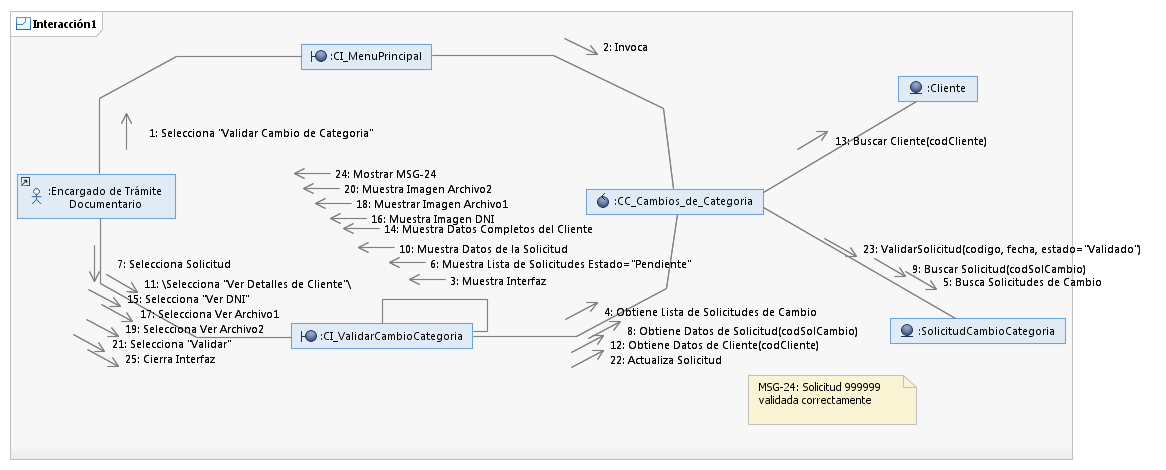 Interacción1
:CI_MenuPrincipal
2: Invoca
:Cliente
1: Selecciona "Validar Cambio de Categoria"
13: Buscar Cliente(codCliente)
24: Mostrar MSG-24
:Encargado de Trámite
Documentario
20: Muestra Imagen Archivo2
18: Muestrar Imagen Archivo1
:CC_Cambios_de_Categoria
16: Muestra Imagen DNI
14: Muestra Datos Completos del Cliente
10: Muestra Datos de la Solicitud
23: ValidarSolicitud(codigo, fecha, estado="Validado")
7: Selecciona Solicitud
6: Muestra Lista de Solicitudes Estado="Pendiente"
9: Buscar Solicitud(codSolCambio)
11: \Selecciona "Ver Detalles de Cliente"\
3: Muestra Interfaz
5: Busca Solicitudes de Cambio
15: Selecciona "Ver DNI"
17: Selecciona Ver Archivo1
4: Obtiene Lista de Solicitudes de Cambio
19: Selecciona Ver Archivo2
:CI_ValidarCambioCategoria
8: Obtiene Datos de Solicitud(codSolCambio)
:SolicitudCambioCategoria
21: Selecciona "Validar"
12: Obtiene Datos de Cliente(codCliente)
25: Cierra Interfaz
22: Actualiza Solicitud
MSG-24: Solicitud 999999
validada correctamente